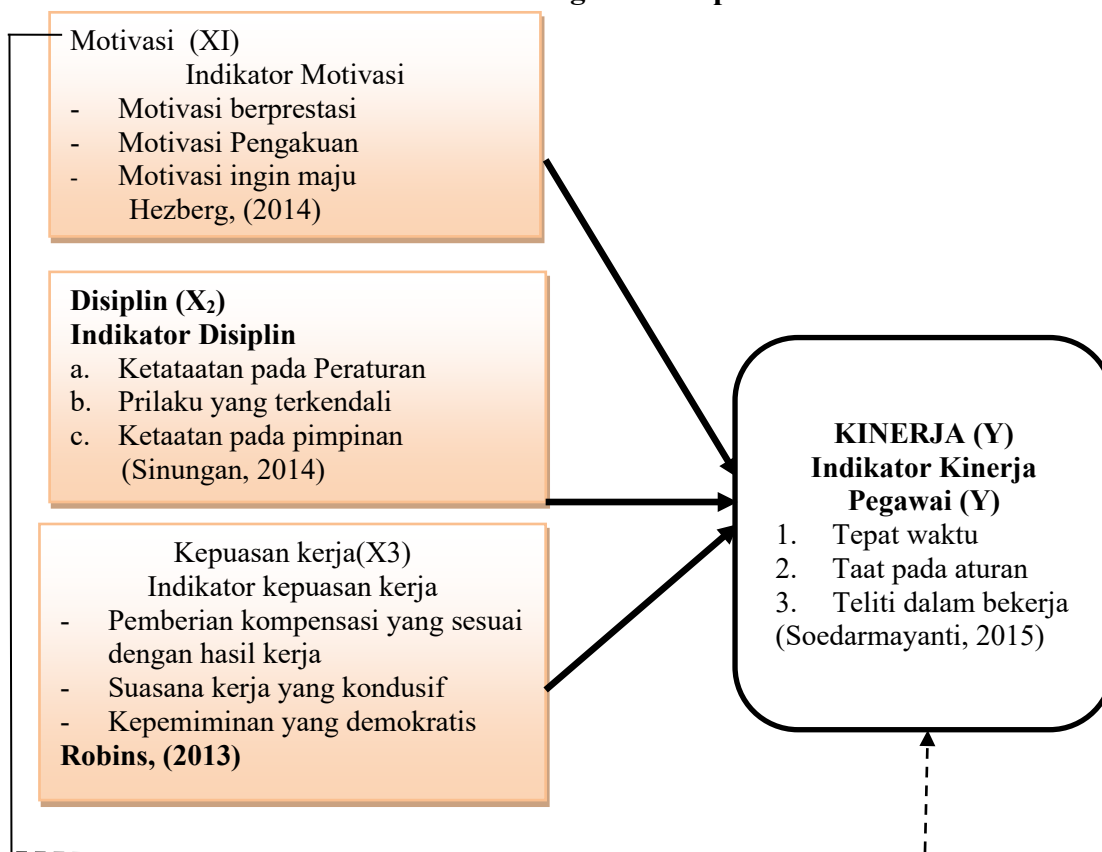 Motivasi (XI)
Indikator Motivasi
- Motivasi berprestasi
- Motivasi Pengakuan
- Motivasi ingin maju
Hezberg, (2014)
Disiplin (X₂)
Indikator Disiplin
a. Ketataatan pada Peraturan
b. Prilaku yang terkendali
c. Ketaatan pada pimpinan
(Sinungan, 2014)
Kepuasan kerja(X3)
Indikator kepuasan kerja
- Pemberian kompensasi yang sesuai
dengan hasil kerja
- Suasana kerja yang kondusif
- Kepemiminan yang demokratis
Robins, (2013)
KINERJA (Y)
Indikator Kinerja
Pegawai (Y)
1. Tepat waktu
2. Taat pada aturan
3. Teliti dalam bekerja
(Soedarmayanti, 2015)